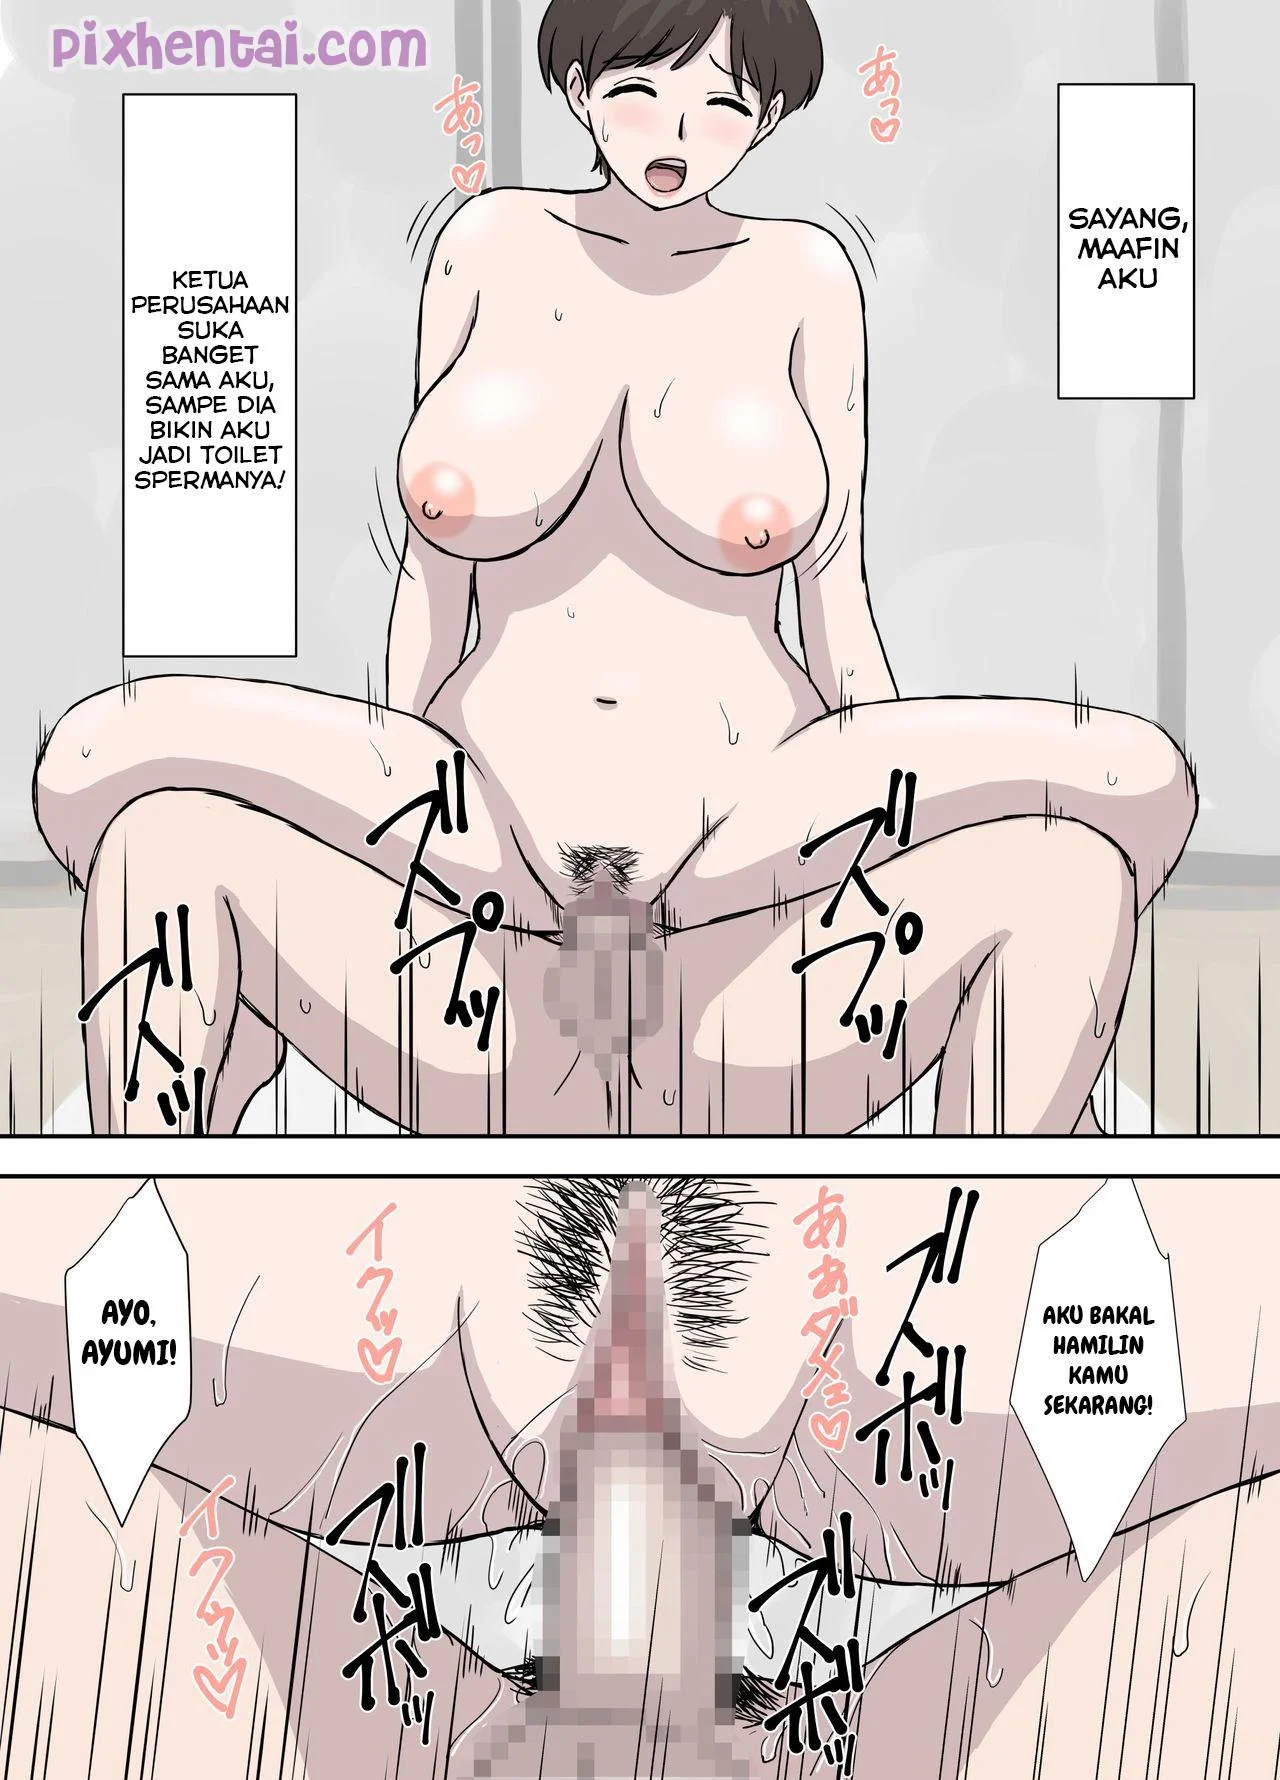 pixhentai.com
あっ♡
あっ♡
SAYANG,
MAAFIN
AKU
KETUA
PERUSAHAAN
SUKA
BANGET
SAMA AKU,
SAMPE DIA
BIKIN AKU
JADI TOILET
SPERMANYA!
ズプッ
ズプッ
ズッ
AKU BAKAL
HAMILIN
KAMU
SEKARANG!
あぁあダメェ♡
イクッ♡
ズボッ
AYO,
AYUMI!
イクゥッ♡
ズボッ
ズボッ